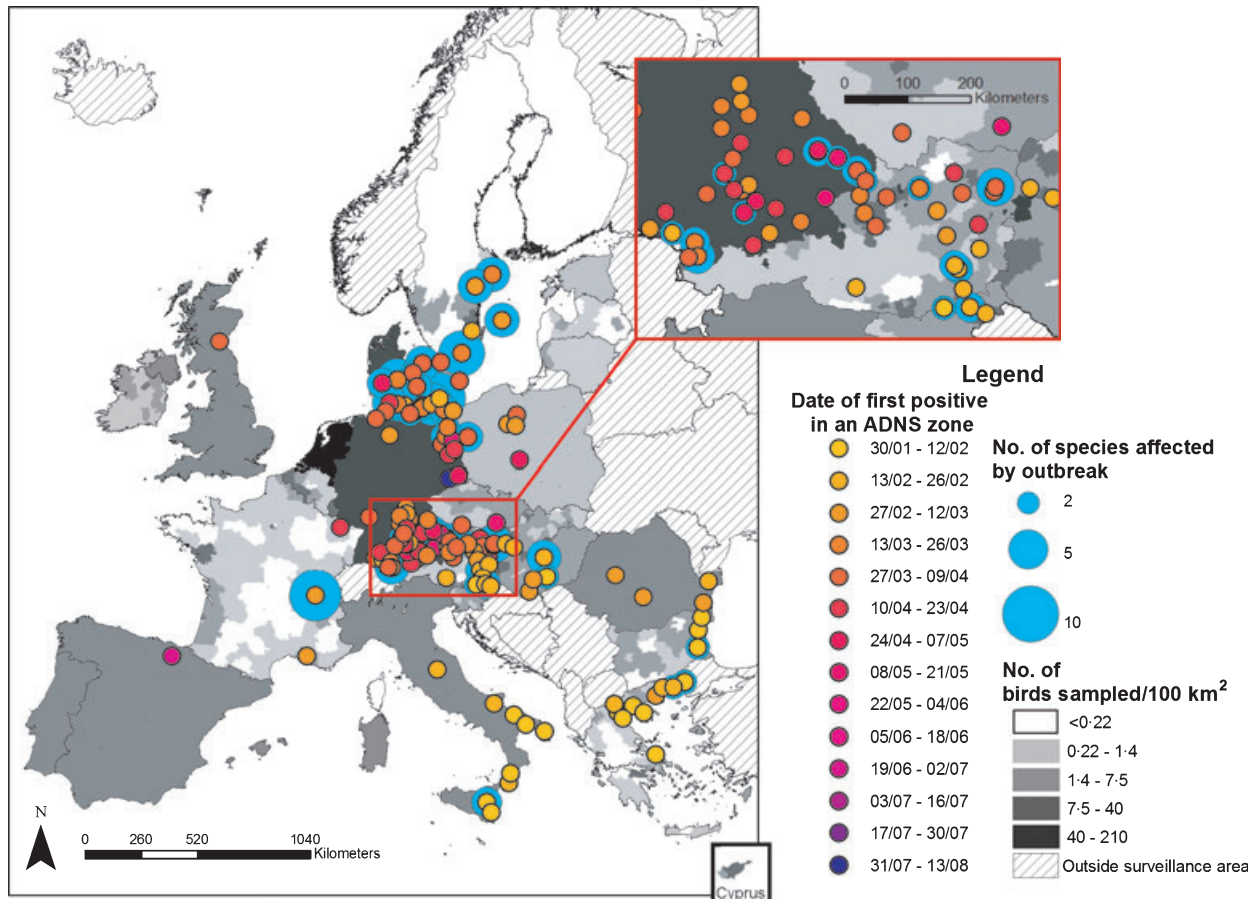 0 100 200
Kilometers
Legend
Date of first positive
in an ADNS zone
30/01 - 12/02
13/02 - 26/02
27/02 - 12/03
13/03 - 26/03
27/03 - 09/04
10/04 - 23/04
24/04 - 07/05
08/05 - 21/05
22/05 - 04/06
05/06 - 18/06
19/06 - 02/07
03/07 - 16/07
17/07 - 30/07
31/07 - 13/08
No. of species affected
by outbreak
2
5
10
No. of
birds sampled/100 km²
<0·22
0·22 - 1·4
1·4 - 7·5
7·5 - 40
40 - 210
Outside surveillance area
N
0 260 520 1040
Kilometers
Cyprus